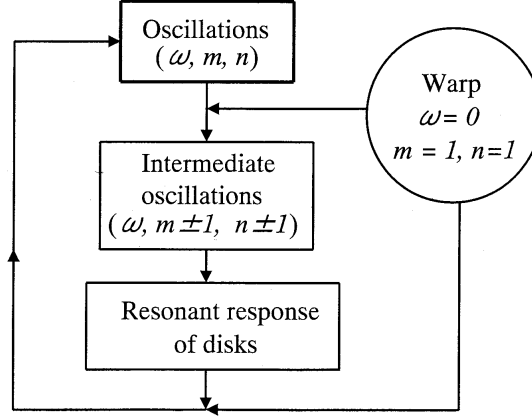 Oscillations
( ω, m, n)
Warp
ω= 0
m = 1, n=1
Intermediate
oscillations
( ω, m ±1, n ±1)
Resonant response
of disks